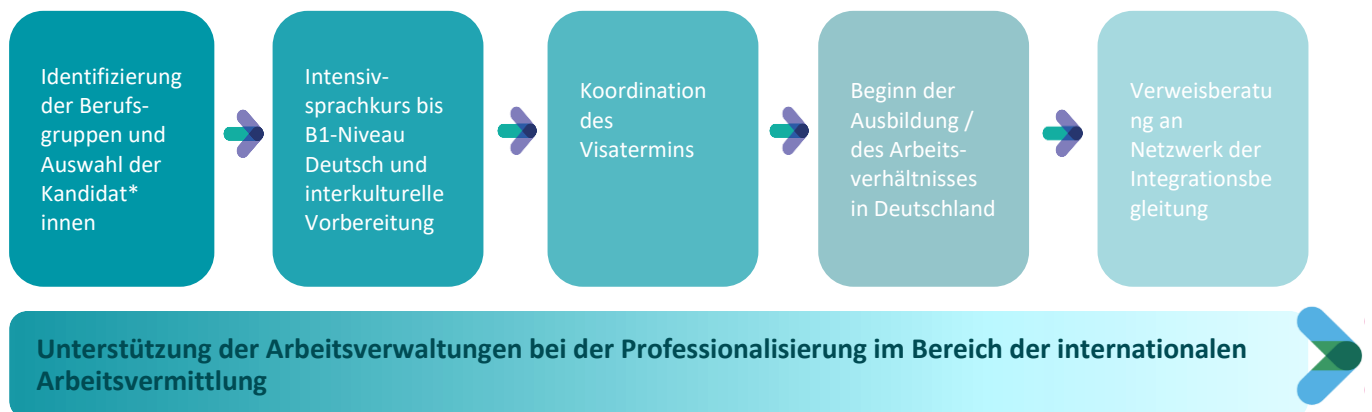 Identifizierung
der Berufs-
gruppen und
Auswahl der
Kandidat*
innen
Intensiv-
sprachkurs bis
B1-Niveau
Deutsch und
interkulturelle
Vorbereitung
Koordination
des
Visatermins
Beginn der
Ausbildung /
des Arbeits-
verhältnisses
in Deutschland
Verweisberatu
ng an
Netzwerk der
Integrationsbe
gleitung
Unterstützung der Arbeitsverwaltungen bei der Professionalisierung im Bereich der internationalen
Arbeitsvermittlung